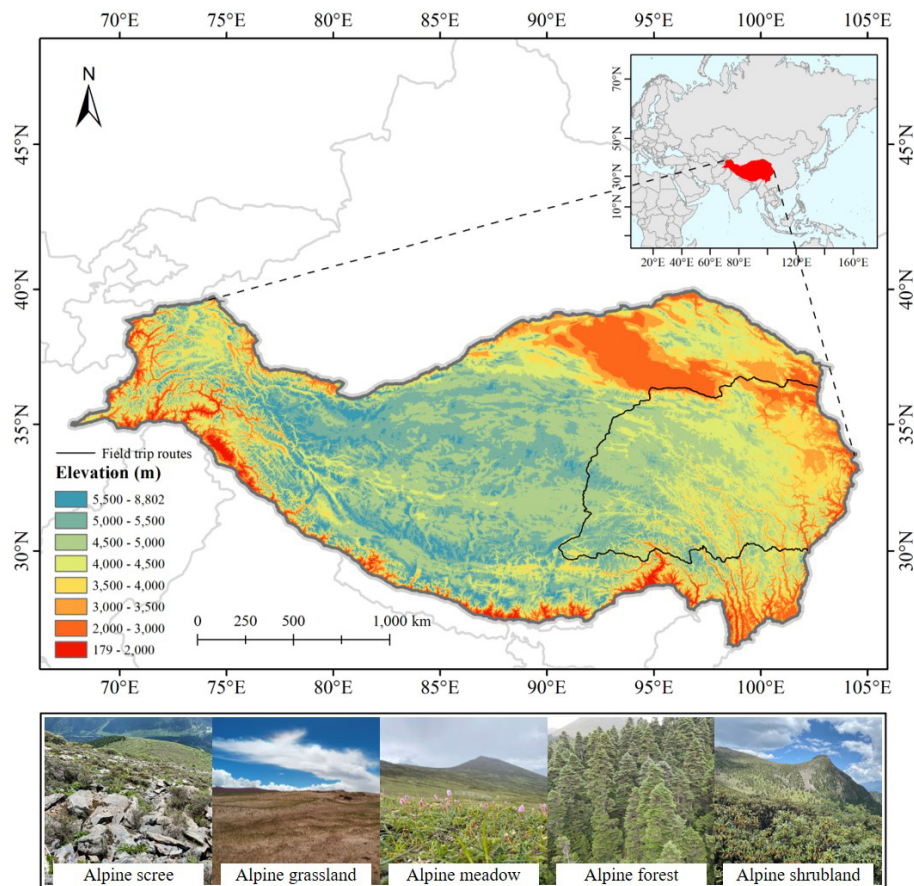 70°E 75°E 80°E 85°E 90°E 95°E 100°E 105°E
N
70°N
50°N
30°N
10°N
20°E 40°E 60°E 80°E 120°E 160°E
45°N 45°N
40°N 40°N
35°N 35°N
30°N 30°N
Field trip routes
Elevation (m)
5,500 - 8,802
5,000 - 5,500
4,500 - 5,000
4,000 - 4,500
3,500 - 4,000
3,000 - 3,500
2,000 - 3,000
179 - 2,000
0 250 500 1,000 km
70°E 75°E 80°E 85°E 90°E 95°E 100°E 105°E
Alpine scree Alpine grassland Alpine meadow Alpine forest Alpine shrubland